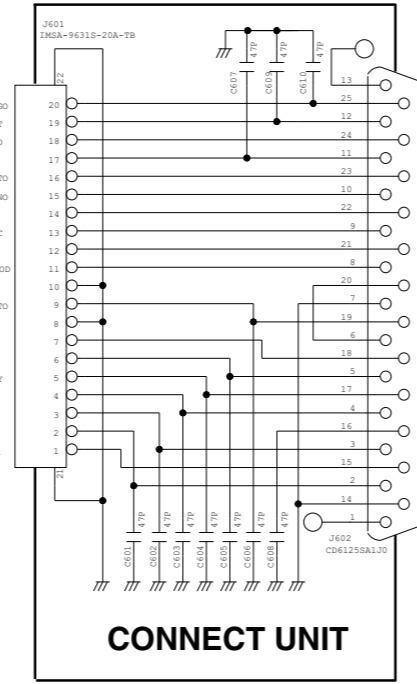 J601
IMSA-9631S-20A-TB
22
20
19
18
17
16
15
14
13
12
11
10
9
8
7
6
5
4
3
2
1
21
47P
47P
47P
C607
C609
C610
13
25
12
24
11
23
10
22
9
21
8
20
7
19
6
18
5
17
4
16
3
15
2
14
1
J602
CD6125SA1J0
47P
47P
47P
47P
47P
47P
47P
C601
C602
C603
C604
C605
C606
C608
CONNECT UNIT